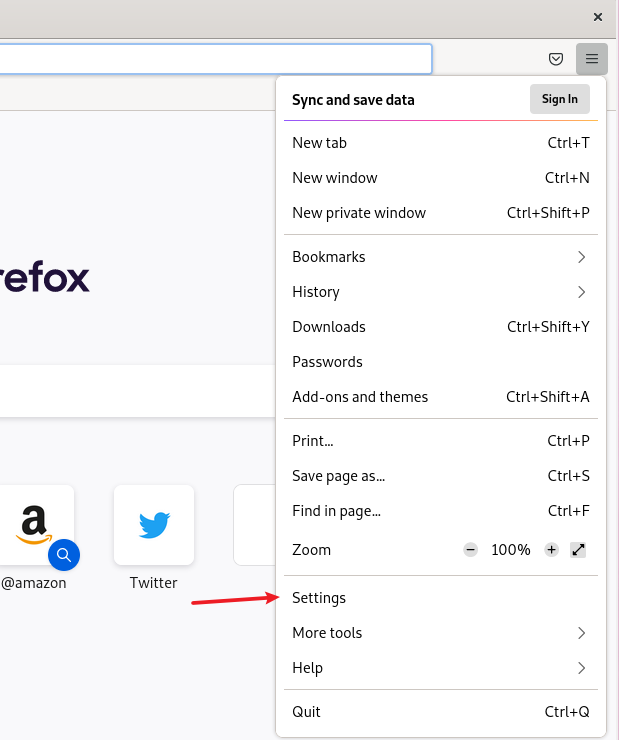 Sync and save data Sign In
New tab Ctrl+T
New window Ctrl+N
New private window Ctrl+Shift+P
Bookmarks
History
Downloads Ctrl+Shift+Y
Passwords
Add-ons and themes Ctrl+Shift+A
Print... Ctrl+P
Save page as... Ctrl+S
Find in page... Ctrl+F
Zoom 100%
Settings
More tools
Help
Quit Ctrl+Q
refox
@amazon
Twitter